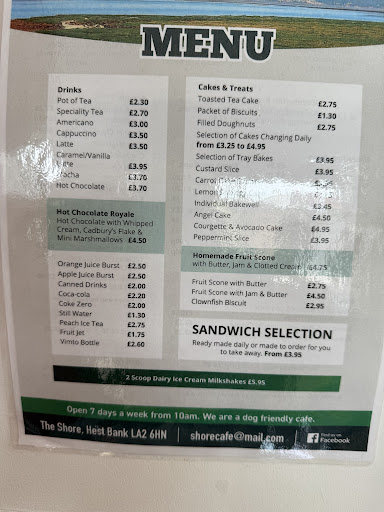 MENU
Drinks
Pot of Tea £2.30
Speciality Tea £2.70
Americano £3.00
Cappuccino £3.50
Latte £3.50
Caramel/Vanilla
£3.95
£3.70
Hot Chocolate £3.70
Hot Chocolate Royale
Hot Chocolate with Whipped
Cream, Cadbury's Flake &
Mini Marshmallows £4.50
Orange Juice Burst £2.50
Apple Juice Burst £2.50
Canned Drinks £2.00
Coca-cola £2.20
Coke Zero £2.00
Still Water £1.30
Peach Ice Tea £2.75
Fruit Jet £1.75
Vimto Bottle £2.60
Cakes & Treats
Toasted Tea Cake £2.75
Packet of Biscuits £1.30
Filled Doughnuts £2.75
Selection of Cakes Changing Daily
from £3.25 to £4.95
Selection of Tray Bakes £3.95
Custard Slice £3.95
£3.95
£3.95
Individual Bakewell £3.45
Angel Cake £4.50
Courgette & Avocado Cake £4.95
Peppermint Slice £3.95
Homemade Fruit Scone
with Butter, Jam & Clotted Cream £4.75
Fruit Scone with Butter £2.75
Fruit Scone with Jam & Butter £4.50
Clownfish Biscuit £2.95
SANDWICH SELECTION
Ready made daily or made to order for you
to take away. From £3.95
2 Scoop Dairy Ice Cream Milkshakes £5.95
Open 7 days a week from 10am. We are a dog friendly cafe.
The Shore, Hest Bank LA2 6HN | shorecafe@mail.com | Find us on
Facebook